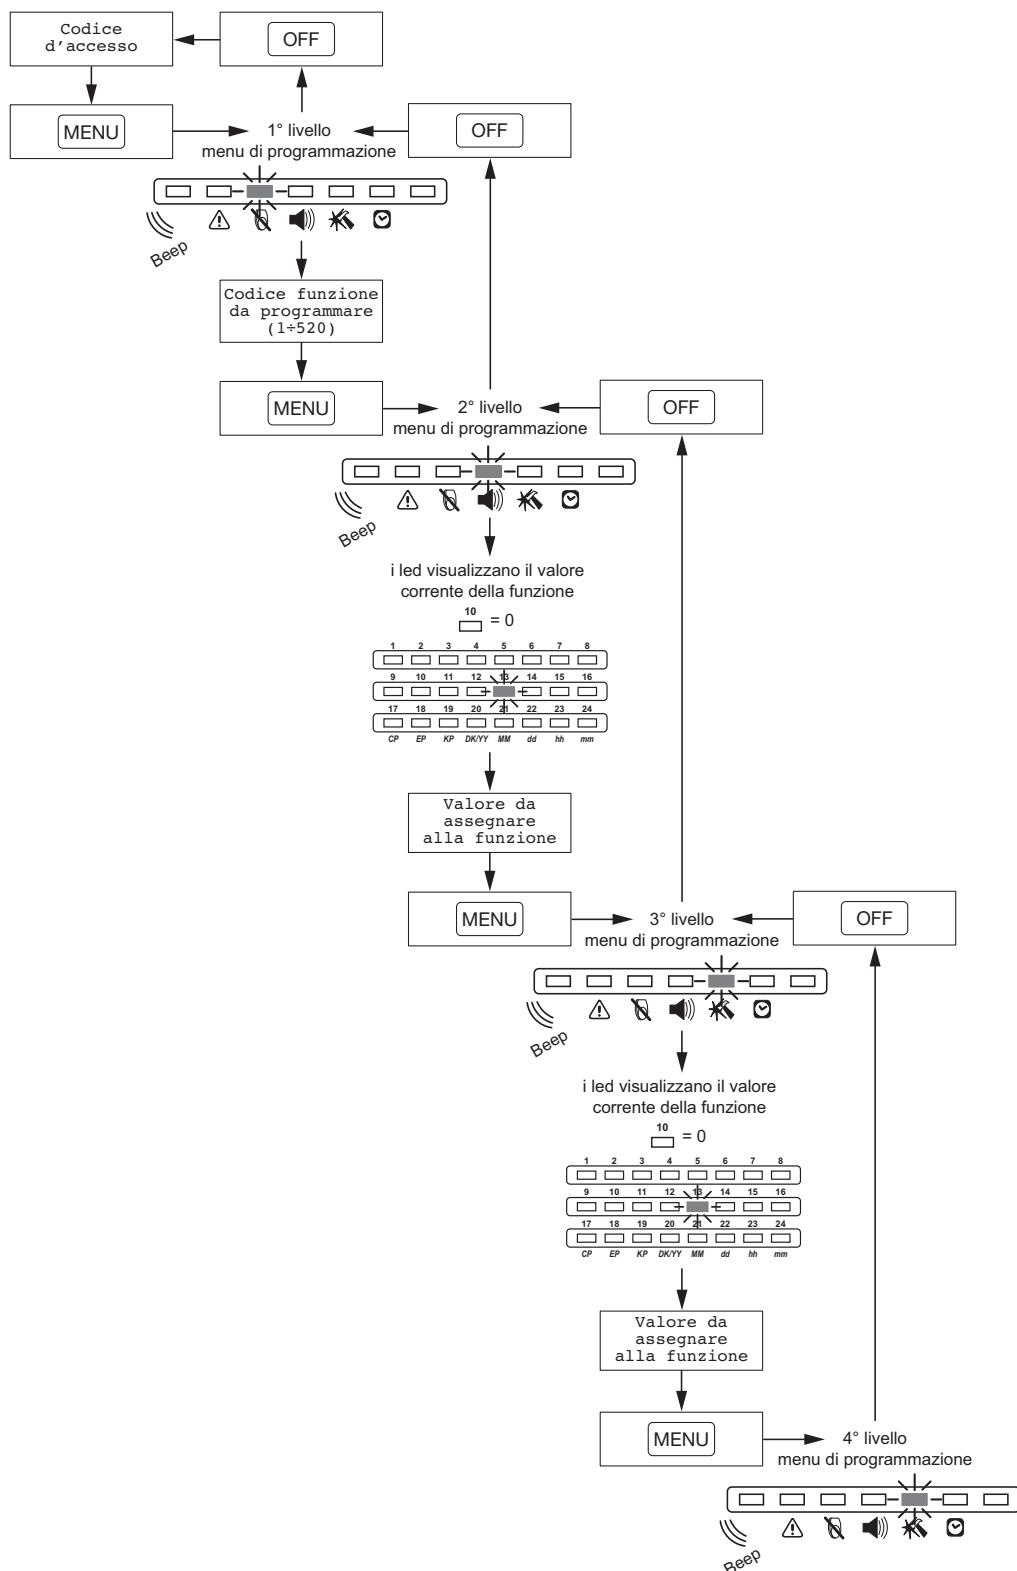 Codice
d'accesso
OFF
MENU
1° livello
menu di programmazione
OFF
Beep
Codice funzione
da programmare
(1÷520)
MENU
2° livello
menu di programmazione
OFF
Beep
i led visualizzano il valore
corrente della funzione
10
= 0
1 2 3 4 5 6 7 8
9 10 11 12 13 14 15 16
17 18 19 20 21 22 23 24
CP EP KP DK/YY MM dd hh mm
Valore da
assegnare
alla funzione
MENU
3° livello
menu di programmazione
OFF
Beep
i led visualizzano il valore
corrente della funzione
10
= 0
1 2 3 4 5 6 7 8
9 10 11 12 13 14 15 16
17 18 19 20 21 22 23 24
CP EP KP DK/YY MM dd hh mm
Valore da
assegnare
alla funzione
MENU
4° livello
menu di programmazione
Beep